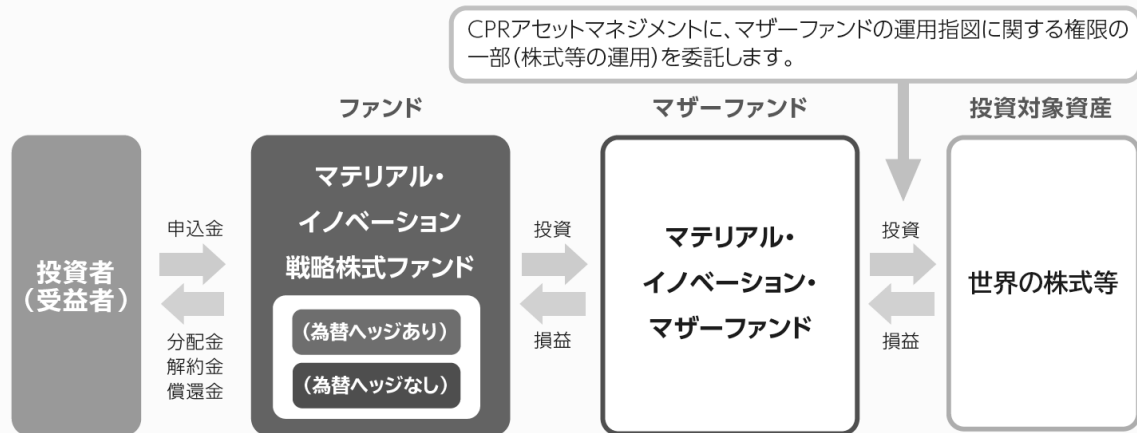 CPRアセットマネジメントに、マザーファンドの運用指図に関する権限の
一部(株式等の運用)を委託します。
ファンド
マザーファンド
投資対象資産
投資者
(受益者)
申込金
分配金
解約金
償還金
マテリアル・
イノベーション
戦略株式ファンド
(為替ヘッジあり)
(為替ヘッジなし)
投資
損益
マテリアル・
イノベーション・
マザーファンド
投資
損益
世界の株式等